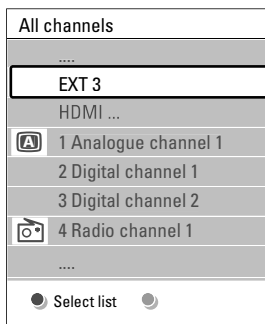 All channels
....
EXT 3
HDMI ...
A 1 Analogue channel 1
2 Digital channel 1
3 Digital channel 2
4 Radio channel 1
....
Select list